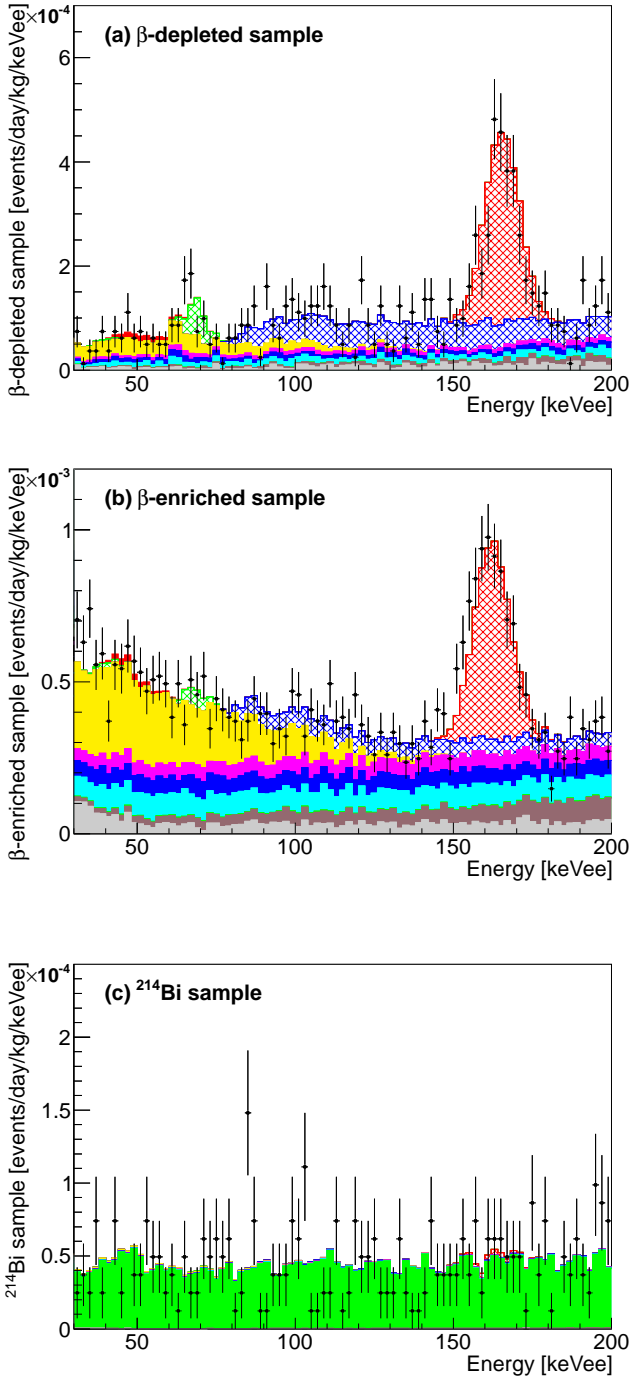 ×10⁻⁴
(a) β-depleted sample
β-depleted sample [events/day/kg/keVee]
6
4
2
0
50 100 150 200
Energy [keVee]
×10⁻³
(b) β-enriched sample
β-enriched sample [events/day/kg/keVee]
1
0.5
0
50 100 150 200
Energy [keVee]
×10⁻⁴
(c) ²¹⁴Bi sample
²¹⁴Bi sample [events/day/kg/keVee]
2
1.5
1
0.5
0
50 100 150 200
Energy [keVee]